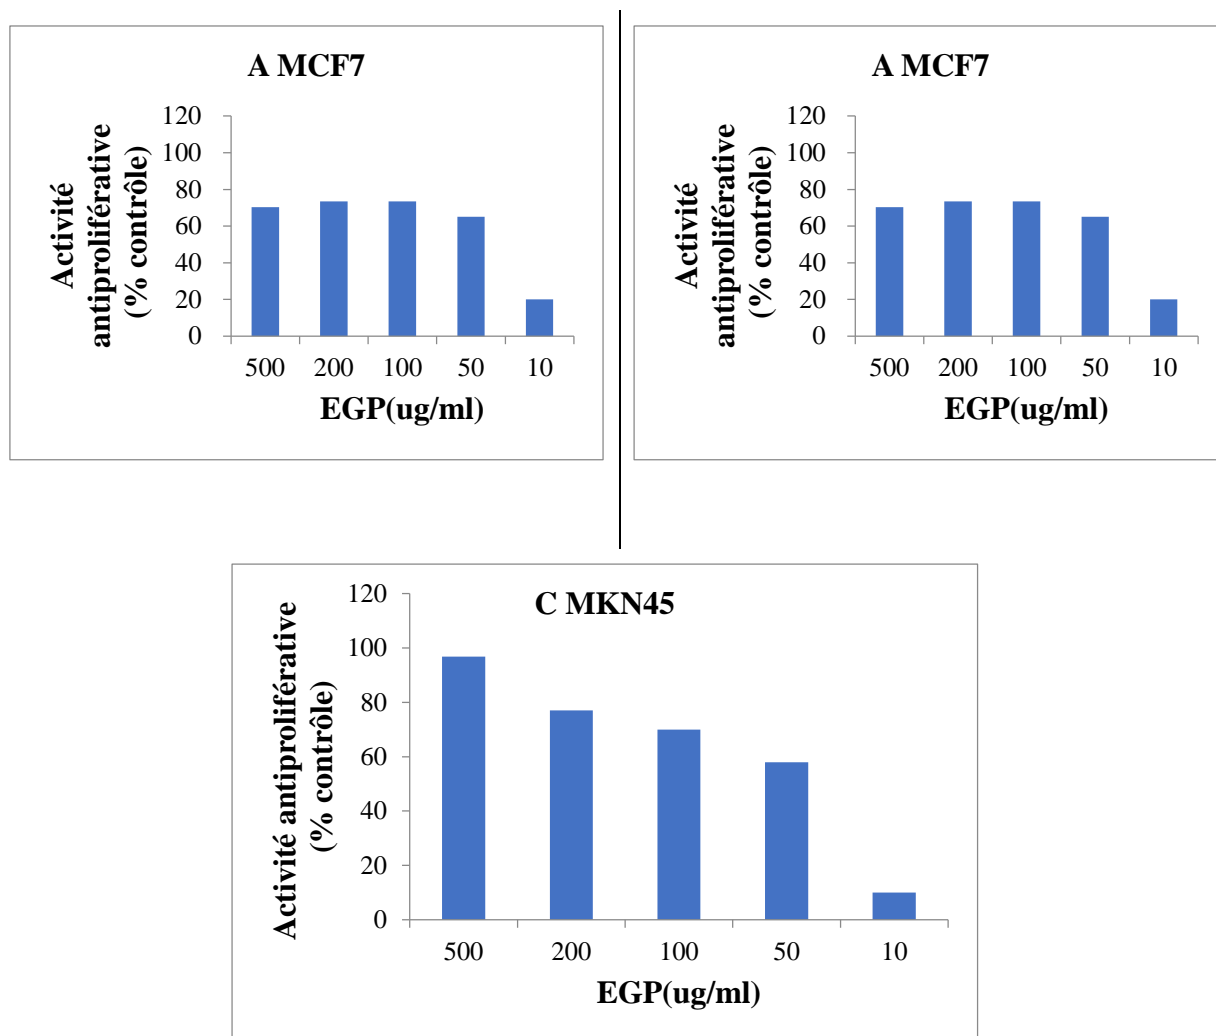 A MCF7
Activité
antiproliférative
(% contrôle)
120
100
80
60
40
20
0
500 200 100 50 10
EGP(ug/ml)
A MCF7
Activité
antiproliférative
(% contrôle)
120
100
80
60
40
20
0
500 200 100 50 10
EGP(ug/ml)
C MKN45
Activité antiproliférative
(% contrôle)
120
100
80
60
40
20
0
500 200 100 50 10
EGP(ug/ml)